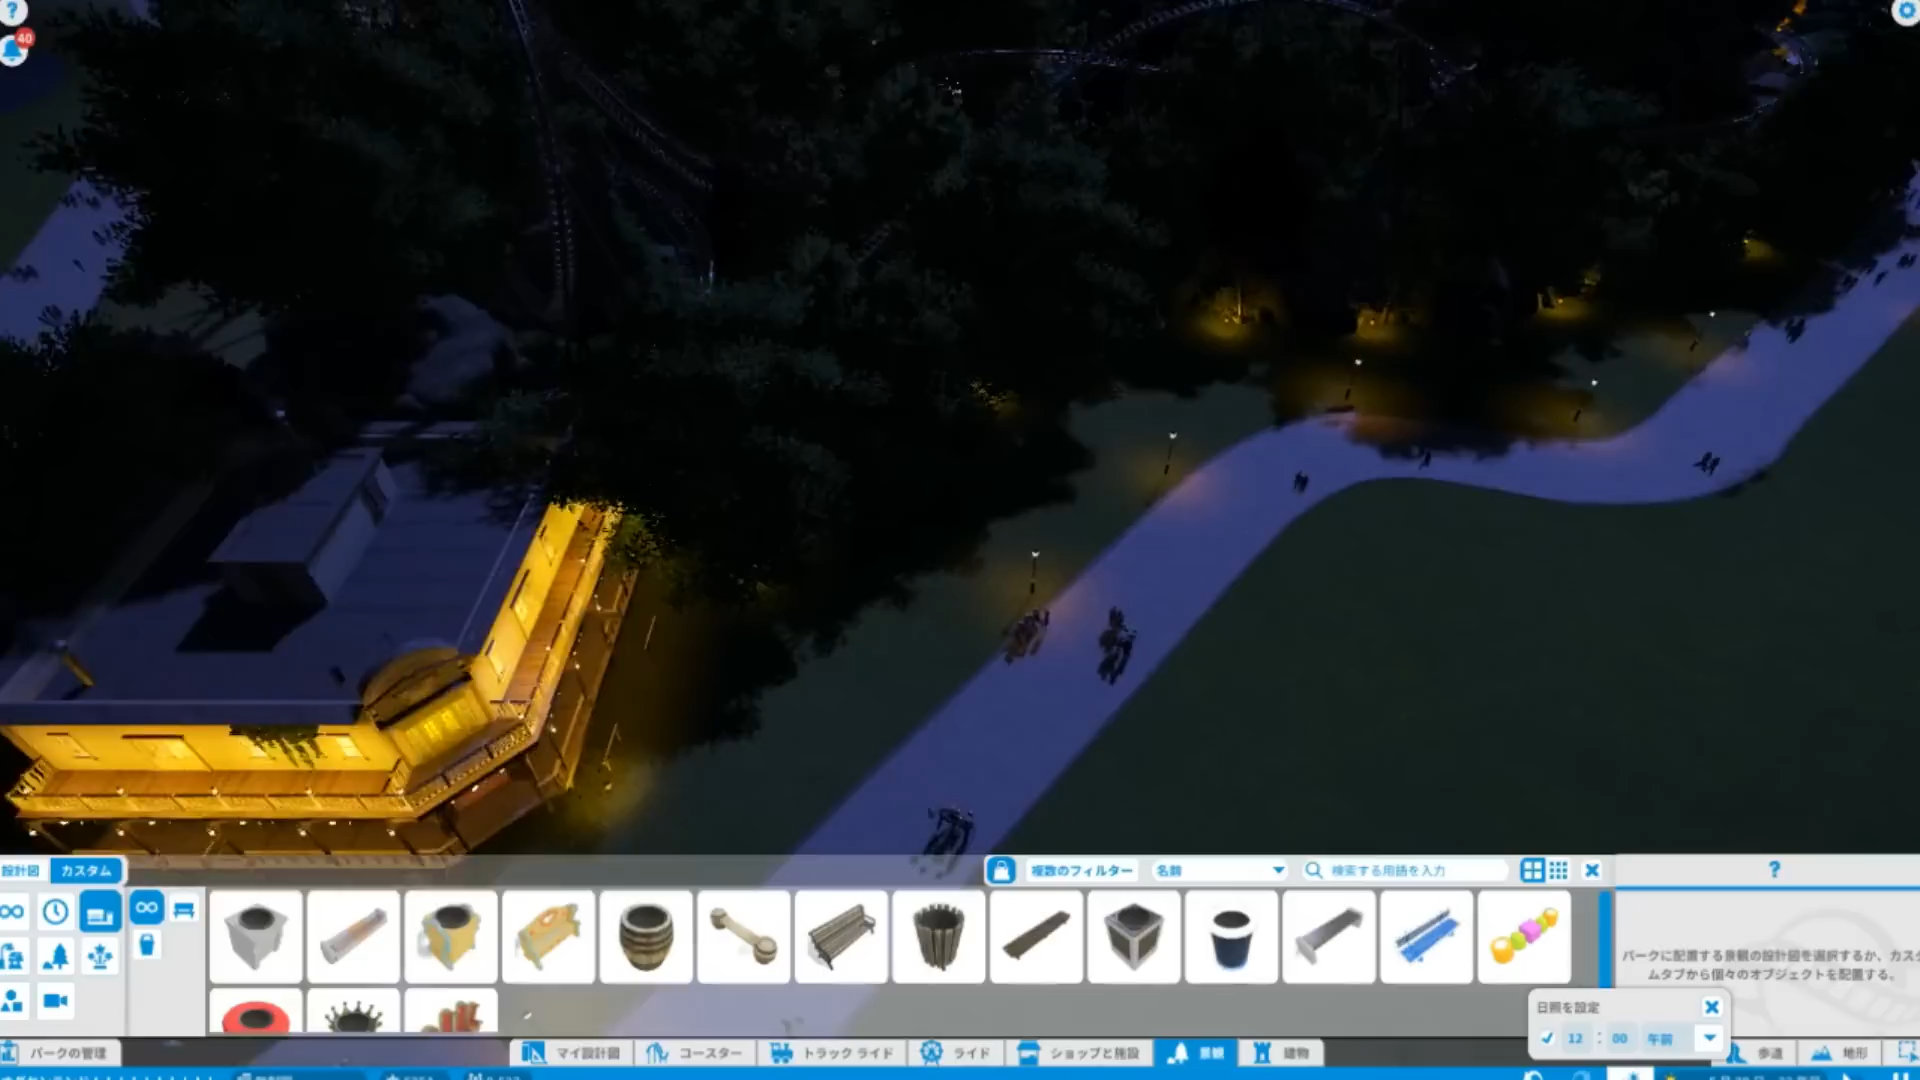 ?
40
設計図 カスタム
複数のフィルター 名前 検索する用語を入力
?
パークに配置する景観の設計図を選択するか、カスタ
ムタブから個々のオブジェクトを配置する。
日照を設定
12 : 00 午前
パークの管理 マイ設計図 コースター トラックライド ライド ショップと施設 景観 建物 歩道 地形